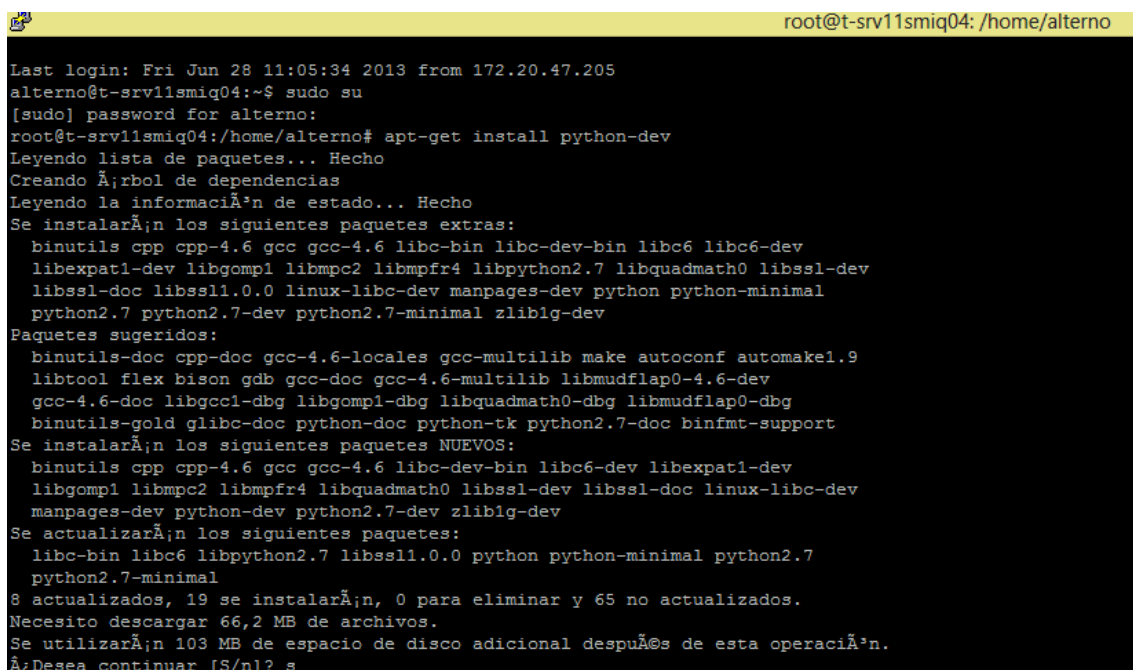 root@t-srv11smiq04: /home/alterno
Last login: Fri Jun 28 11:05:34 2013 from 172.20.47.205
alterno@t-srv11smiq04:~$ sudo su
[sudo] password for alterno:
root@t-srv11smiq04:/home/alterno# apt-get install python-dev
Leyendo lista de paquetes... Hecho
Creando Ã¡rbol de dependencias
Leyendo la informaciÃ³n de estado... Hecho
Se instalarÃ¡n los siguientes paquetes extras:
  binutils cpp cpp-4.6 gcc gcc-4.6 libc-bin libc-dev-bin libc6 libc6-dev
  libexpat1-dev libgomp1 libmpc2 libmpfr4 libpython2.7 libquadmath0 libssl-dev
  libssl-doc libssl1.0.0 linux-libc-dev manpages-dev python python-minimal
  python2.7 python2.7-dev python2.7-minimal zlib1g-dev
Paquetes sugeridos:
  binutils-doc cpp-doc gcc-4.6-locales gcc-multilib make autoconf automake1.9
  libtool flex bison gdb gcc-doc gcc-4.6-multilib libmudflap0-4.6-dev
  gcc-4.6-doc libgcc1-dbg libgomp1-dbg libquadmath0-dbg libmudflap0-dbg
  binutils-gold glibc-doc python-doc python-tk python2.7-doc binfmt-support
Se instalarÃ¡n los siguientes paquetes NUEVOS:
  binutils cpp cpp-4.6 gcc gcc-4.6 libc-dev-bin libc6-dev libexpat1-dev
  libgomp1 libmpc2 libmpfr4 libquadmath0 libssl-dev libssl-doc linux-libc-dev
  manpages-dev python-dev python2.7-dev zlib1g-dev
Se actualizarÃ¡n los siguientes paquetes:
  libc-bin libc6 libpython2.7 libssl1.0.0 python python-minimal python2.7
  python2.7-minimal
8 actualizados, 19 se instalarÃ¡n, 0 para eliminar y 65 no actualizados.
Necesito descargar 66,2 MB de archivos.
Se utilizarÃ¡n 103 MB de espacio de disco adicional despuÃ©s de esta operaciÃ³n.
Â¿Desea continuar [S/n]? s